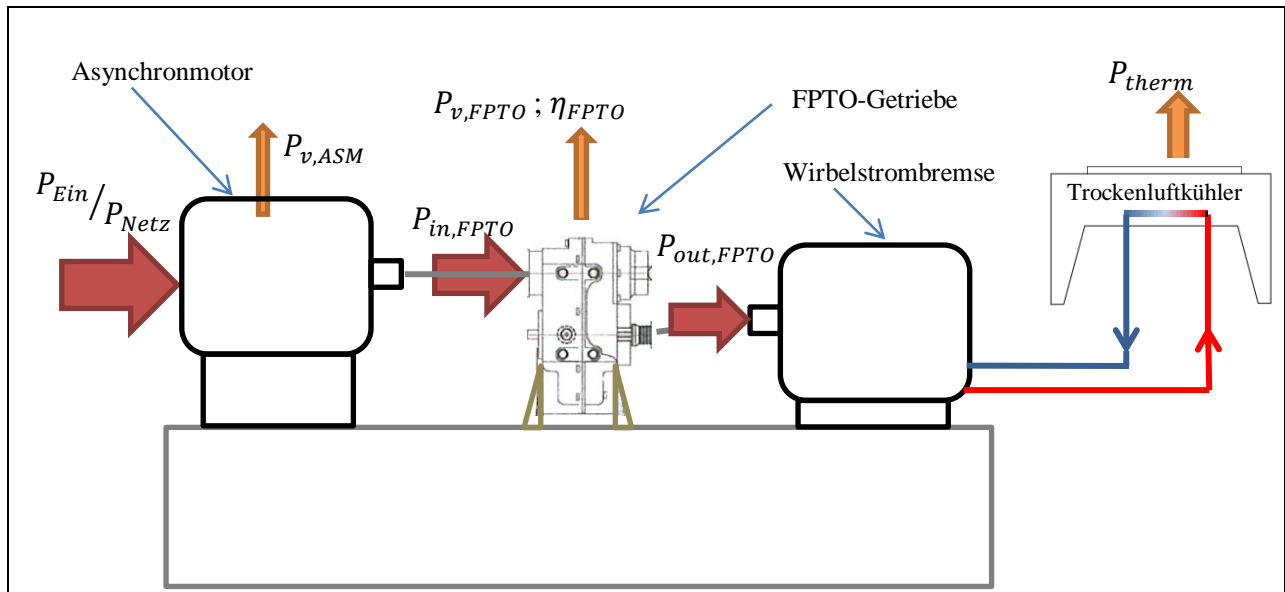 Asynchronmotor
P_{therm}
P_{v,FPTO} ; η_{FPTO}
FPTO-Getriebe
P_{v,ASM}
Wirbelstrombremse
P_{Ein}/P_{Netz}
Trockenluftkühler
P_{in,FPTO}
P_{out,FPTO}